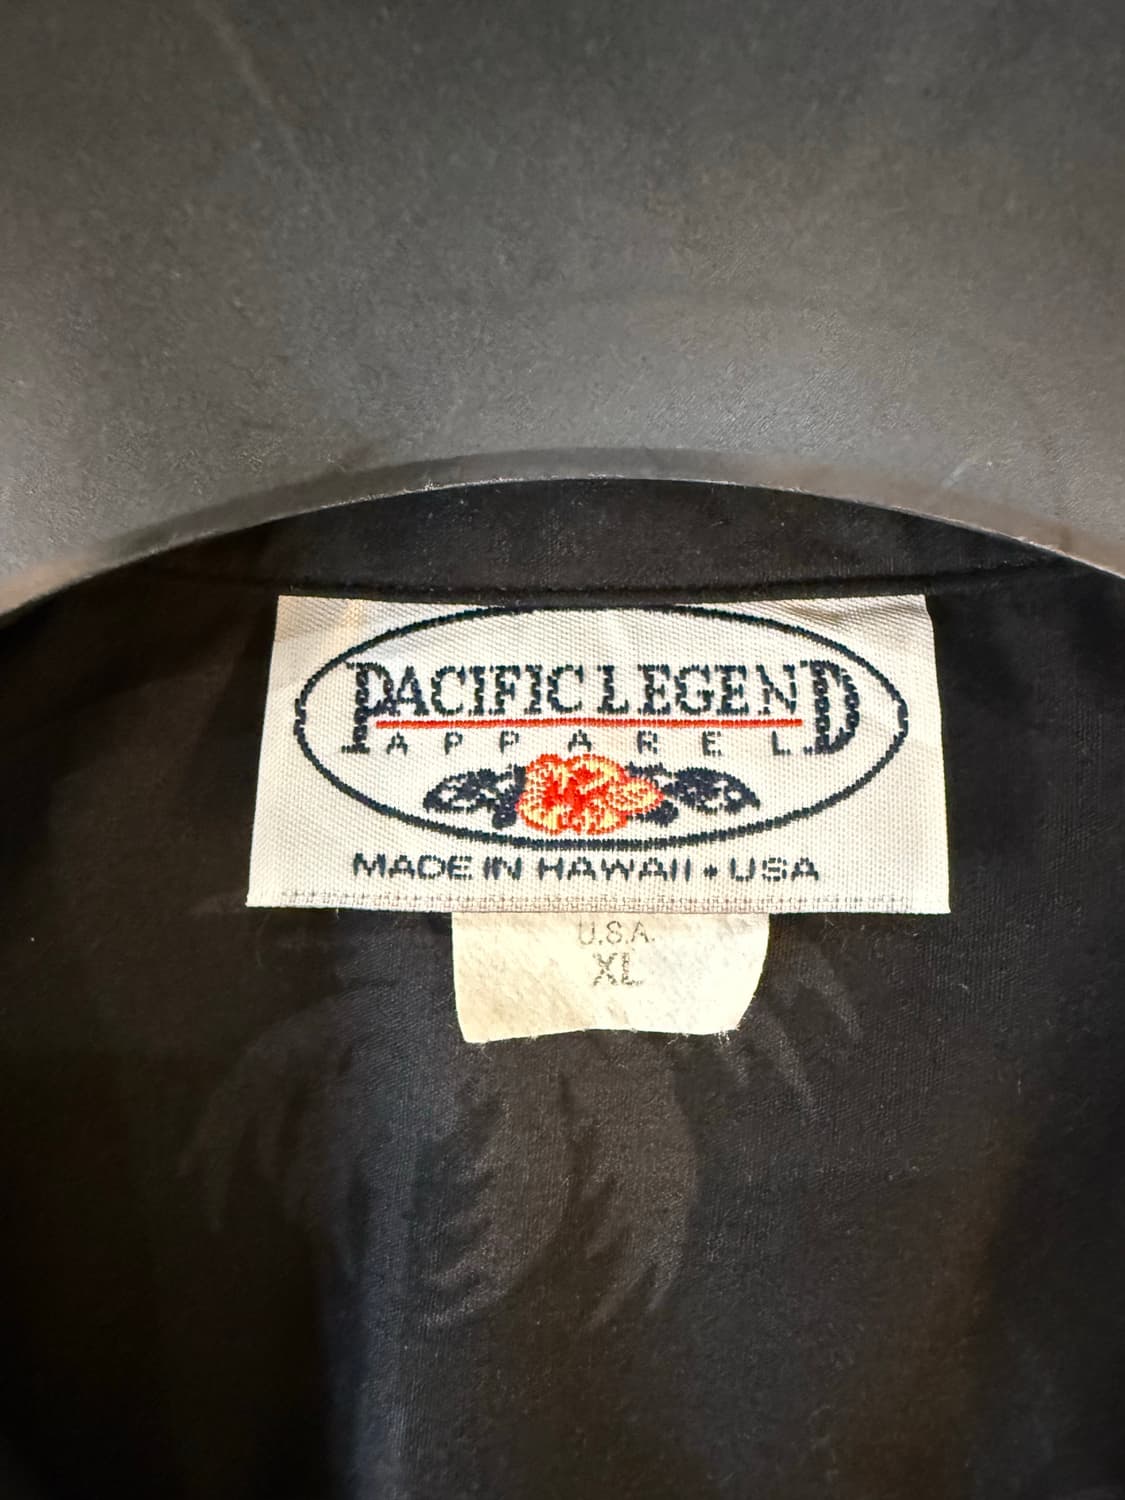 PACIFIC LEGEND
APPAREL
MADE IN HAWAII • USA
U.S.A.
XL